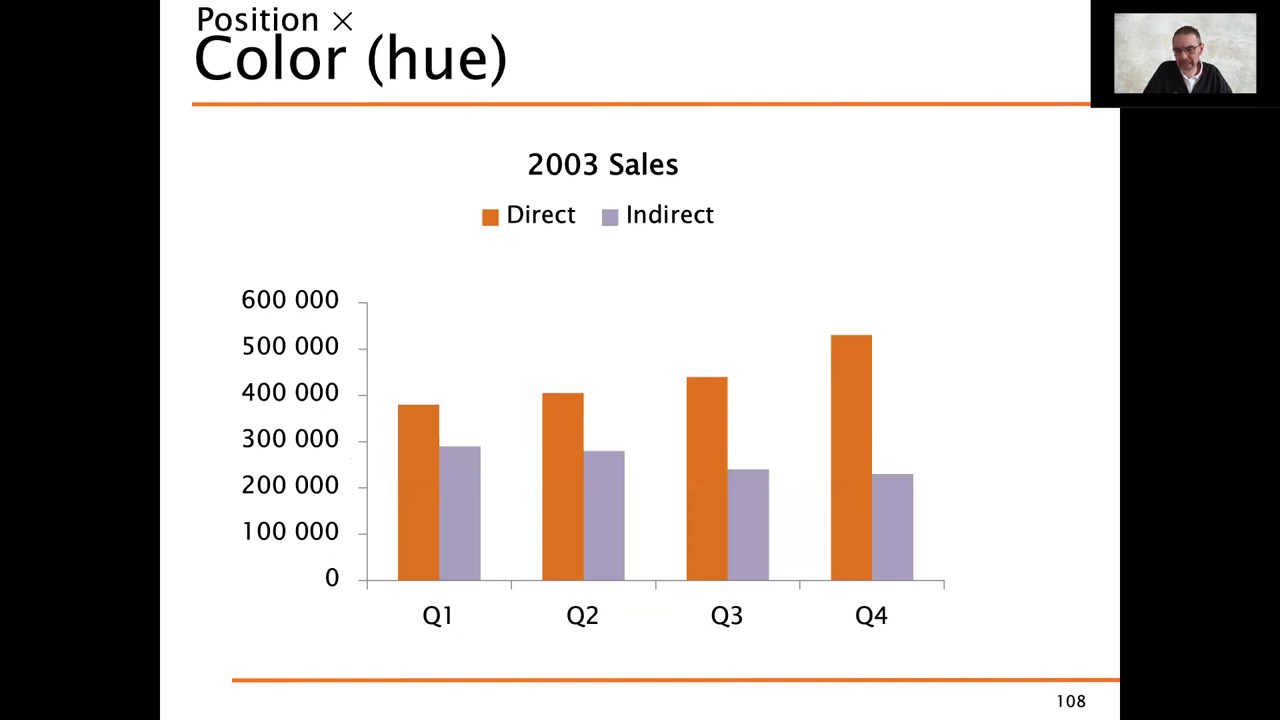 Position ×
Color (hue)
2003 Sales
Direct Indirect
600 000
500 000
400 000
300 000
200 000
100 000
0
Q1 Q2 Q3 Q4
108